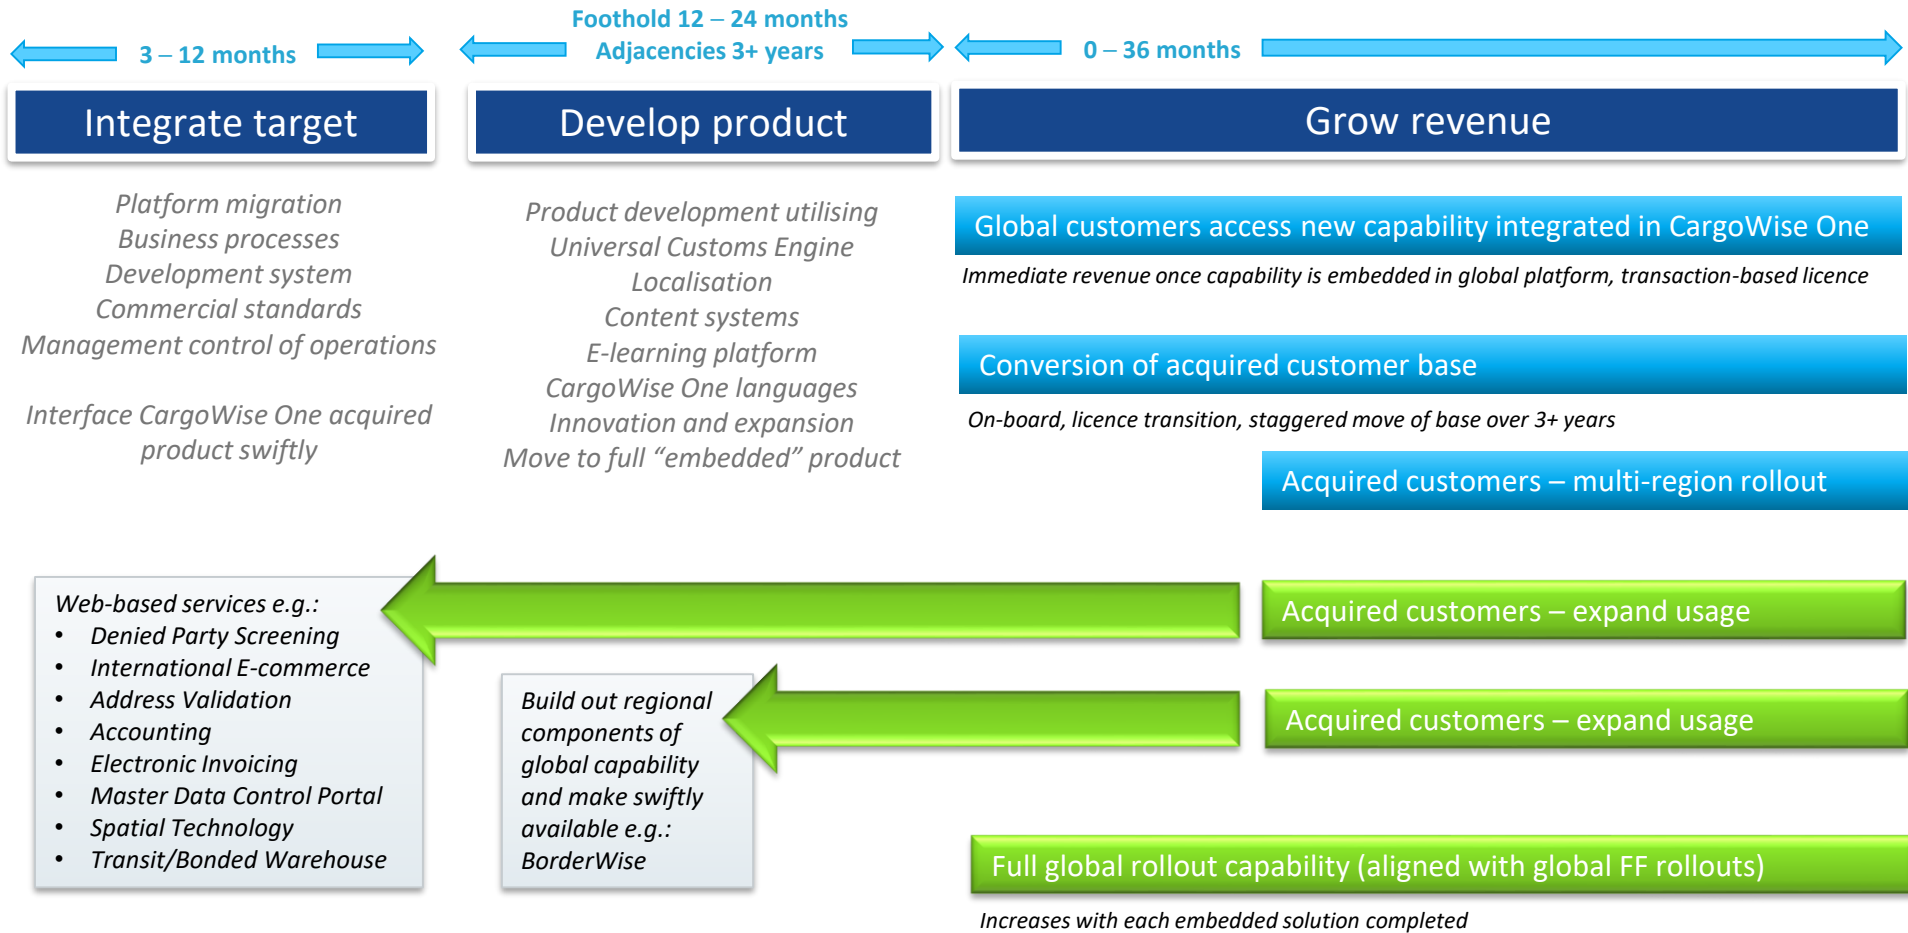 3 – 12 months
Foothold 12 – 24 months
Adjacencies 3+ years
0 – 36 months
Integrate target
Develop product
Grow revenue
Platform migration
Business processes
Development system
Commercial standards
Management control of operations
Interface CargoWise One acquired
product swiftly
Product development utilising
Universal Customs Engine
Localisation
Content systems
E-learning platform
CargoWise One languages
Innovation and expansion
Move to full “embedded” product
Global customers access new capability integrated in CargoWise One
Immediate revenue once capability is embedded in global platform, transaction-based licence
Conversion of acquired customer base
On-board, licence transition, staggered move of base over 3+ years
Acquired customers – multi-region rollout
Web-based services e.g.:
• Denied Party Screening
• International E-commerce
• Address Validation
• Accounting
• Electronic Invoicing
• Master Data Control Portal
• Spatial Technology
• Transit/Bonded Warehouse
Acquired customers – expand usage
Build out regional
components of
global capability
and make swiftly
available e.g.:
BorderWise
Acquired customers – expand usage
Full global rollout capability (aligned with global FF rollouts)
Increases with each embedded solution completed